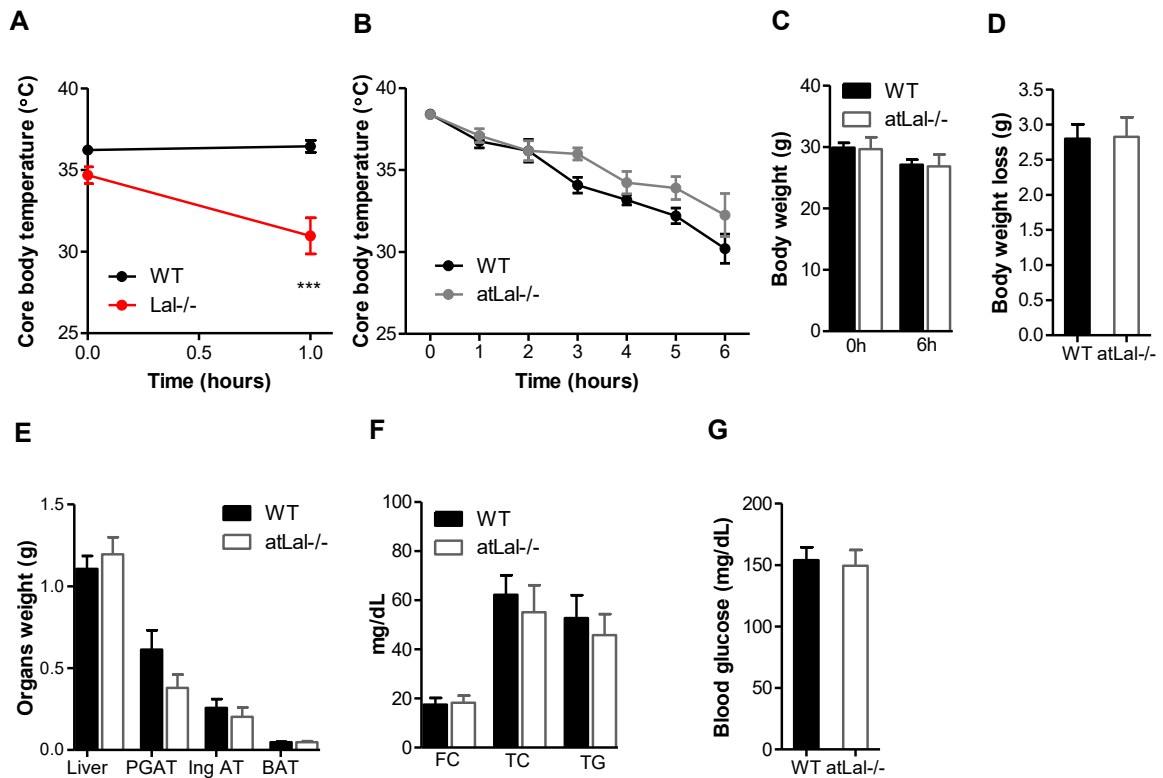 A
Core body temperature (°C)
40
35
30
25
0.0
0.5
1.0
Time (hours)
WT
Lal-/-
***
B
Core body temperature (°C)
40
35
30
25
0
1
2
3
4
5
6
Time (hours)
WT
atLal-/-
C
Body weight (g)
40
30
20
10
0
0h
6h
WT
atLal-/-
D
Body weight loss (g)
3.5
3.0
2.5
2.0
1.5
1.0
0.5
0.0
WT atLal-/-
E
Organs weight (g)
1.5
1.0
0.5
0.0
Liver
PGAT
Ing AT
BAT
WT
atLal-/-
F
mg/dL
100
80
60
40
20
0
FC
TC
TG
WT
atLal-/-
G
Blood glucose (mg/dL)
200
150
100
50
0
WT atLal-/-